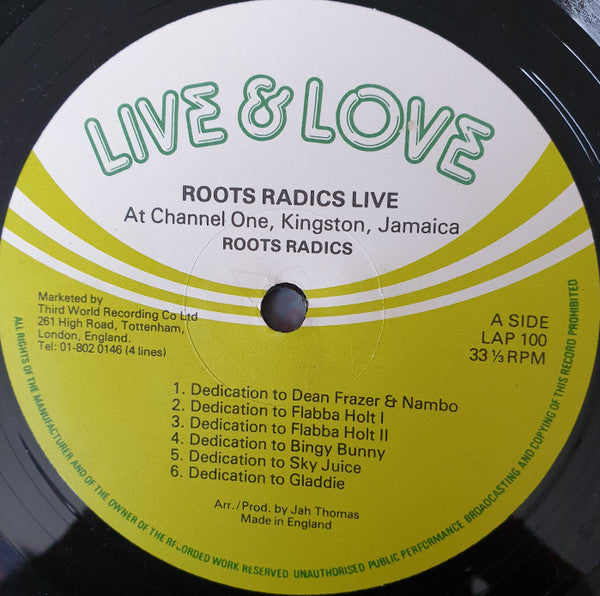 LIVE & LOVE
ROOTS RADICS LIVE
At Channel One, Kingston, Jamaica
ROOTS RADICS
Marketed by
Third World Recording Co Ltd
261 High Road, Tottenham,
London, England.
Tel: 01-802 0146 (4 lines)
A SIDE
LAP 100
33 ⅓ RPM
1. Dedication to Dean Frazer & Nambo
2. Dedication to Flabba Holt I
3. Dedication to Flabba Holt II
4. Dedication to Bingy Bunny
5. Dedication to Sky Juice
6. Dedication to Gladdie
Arr./Prod. by Jah Thomas
Made in England
ALL RIGHTS OF THE MANUFACTURER AND OF THE OWNER OF THE RECORDED WORK RESERVED UNAUTHORISED PUBLIC PERFORMANCE BROADCASTING AND COPYING OF THIS RECORD PROHIBITED